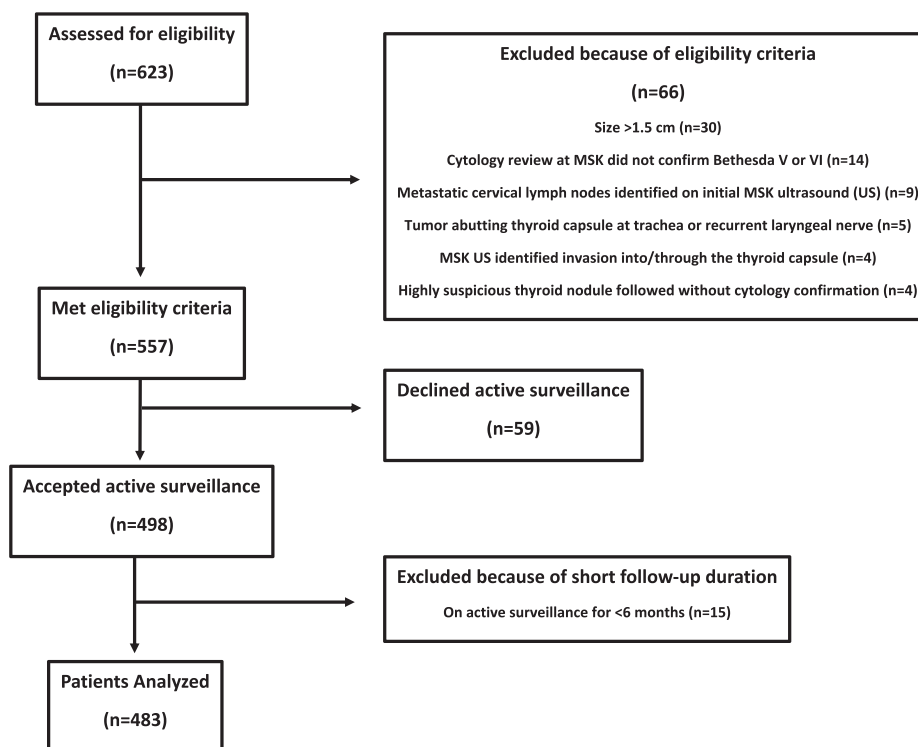 Assessed for eligibility
(n=623)
Excluded because of eligibility criteria
(n=66)
Size >1.5 cm (n=30)
Cytology review at MSK did not confirm Bethesda V or VI (n=14)
Metastatic cervical lymph nodes identified on initial MSK ultrasound (US) (n=9)
Tumor abutting thyroid capsule at trachea or recurrent laryngeal nerve (n=5)
MSK US identified invasion into/through the thyroid capsule (n=4)
Highly suspicious thyroid nodule followed without cytology confirmation (n=4)
Met eligibility criteria
(n=557)
Declined active surveillance
(n=59)
Accepted active surveillance
(n=498)
Excluded because of short follow-up duration
On active surveillance for <6 months (n=15)
Patients Analyzed
(n=483)